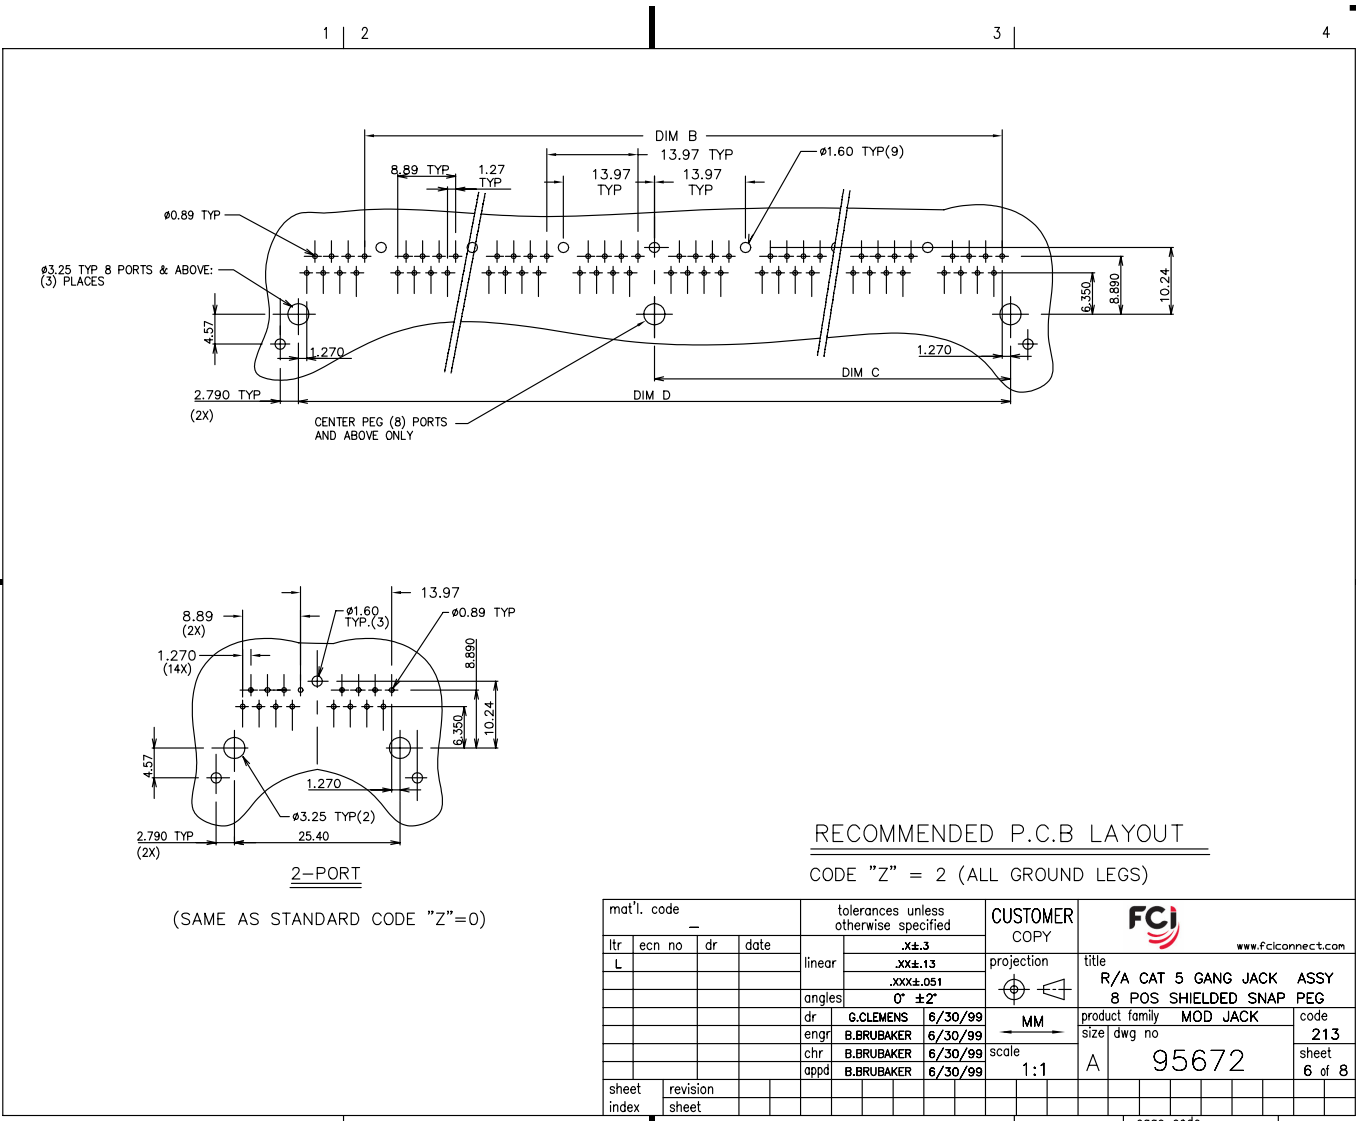 1 2 3 4
DIM B
13.97 TYP
ø1.60 TYP(9)
8.89 TYP
1.27
TYP
13.97
TYP
13.97
TYP
ø0.89 TYP
ø3.25 TYP 8 PORTS & ABOVE:
(3) PLACES
4.57
1.270
2.790 TYP
(2X)
6.350
8.890
10.24
1.270
DIM C
DIM D
CENTER PEG (8) PORTS
AND ABOVE ONLY
13.97
8.89
(2X)
ø1.60
TYP.(3)
ø0.89 TYP
1.270
(14X)
8.890
6.350
10.24
4.57
1.270
ø3.25 TYP(2)
2.790 TYP
(2X)
25.40
2-PORT
(SAME AS STANDARD CODE "Z"=0)
RECOMMENDED P.C.B LAYOUT
CODE "Z" = 2 (ALL GROUND LEGS)
mat'l. code
–
tolerances unless
otherwise specified
CUSTOMER
COPY
FCi
www.fciconnect.com
ltr ecn no dr date
L
linear
.X±.3
.XX±.13
.XXX±.051
angles 0° ±2°
projection
title
R/A CAT 5 GANG JACK ASSY
8 POS SHIELDED SNAP PEG
dr G.CLEMENS 6/30/99
engr B.BRUBAKER 6/30/99
chr B.BRUBAKER 6/30/99
appd B.BRUBAKER 6/30/99
MM
scale
1:1
product family MOD JACK
code
213
size
A
dwg no
95672
sheet
6 of 8
sheet
index
revision
sheet